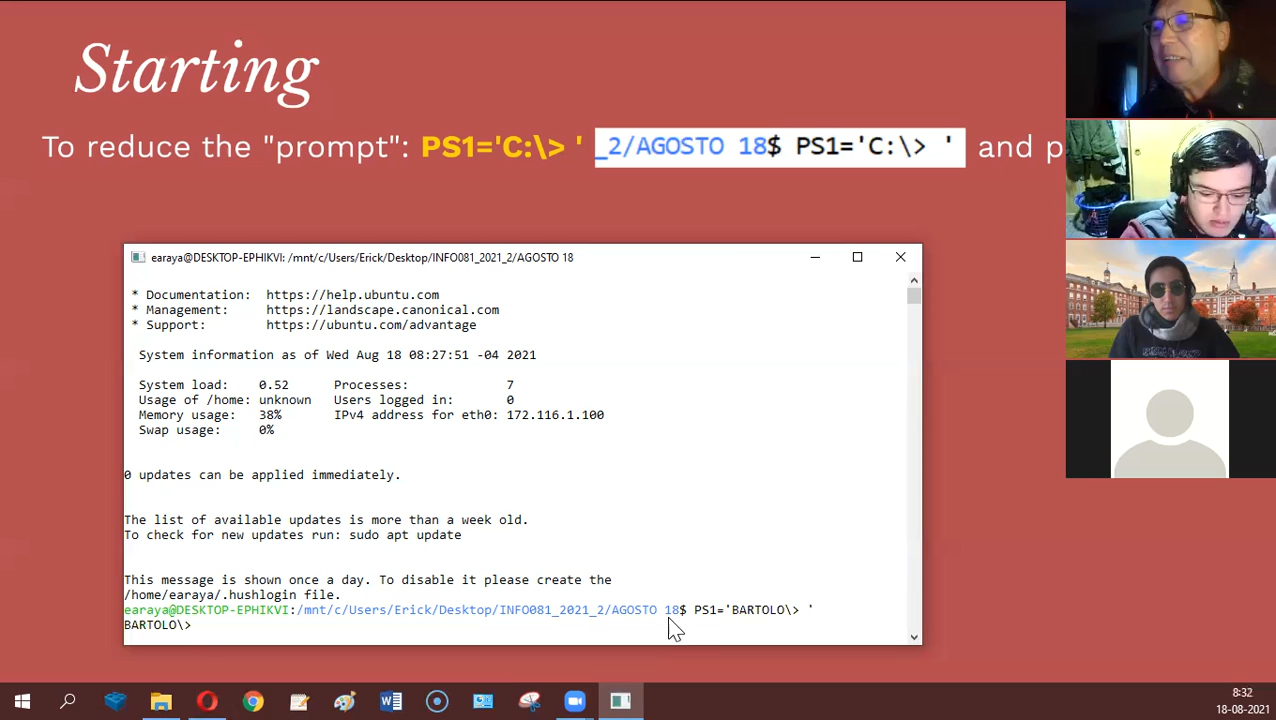 Starting
To reduce the "prompt": PS1='C:\> ' _2/AGOSTO 18$ PS1='C:\> ' and p
earaya@DESKTOP-EPHIKVI: /mnt/c/Users/Erick/Desktop/INFO081_2021_2/AGOSTO 18
* Documentation: https://help.ubuntu.com
* Management: https://landscape.canonical.com
* Support: https://ubuntu.com/advantage
System information as of Wed Aug 18 08:27:51 -04 2021
System load: 0.52 Processes: 7
Usage of /home: unknown Users logged in: 0
Memory usage: 38% IPv4 address for eth0: 172.116.1.100
Swap usage: 0%
0 updates can be applied immediately.
The list of available updates is more than a week old.
To check for new updates run: sudo apt update
This message is shown once a day. To disable it please create the
/home/earaya/.hushlogin file.
earaya@DESKTOP-EPHIKVI:/mnt/c/Users/Erick/Desktop/INFO081_2021_2/AGOSTO 18$ PS1='BARTOLO\> '
BARTOLO\>
8:32
18-08-2021